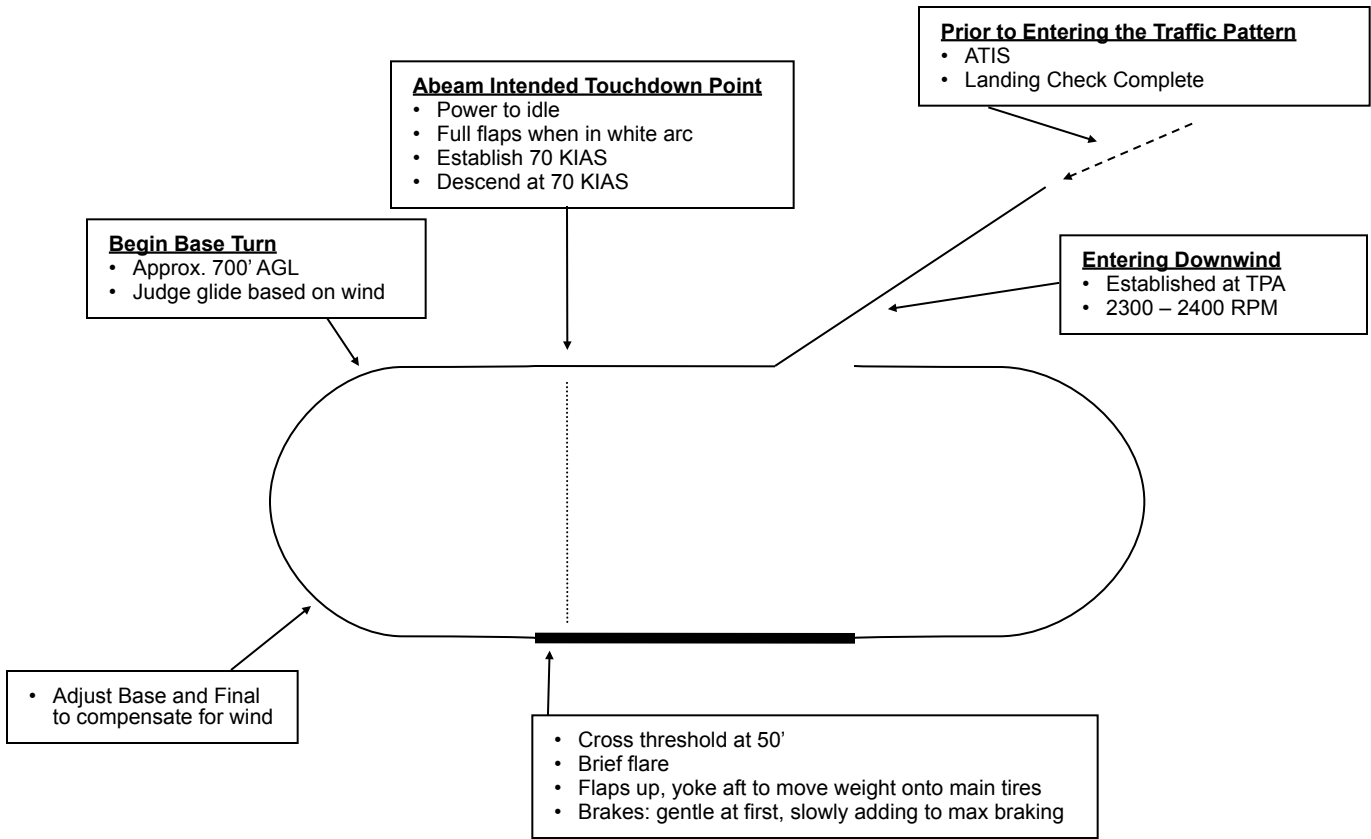 Prior to Entering the Traffic Pattern
• ATIS
• Landing Check Complete
Abeam Intended Touchdown Point
• Power to idle
• Full flaps when in white arc
• Establish 70 KIAS
• Descend at 70 KIAS
Begin Base Turn
• Approx. 700’ AGL
• Judge glide based on wind
Entering Downwind
• Established at TPA
• 2300 – 2400 RPM
• Adjust Base and Final
to compensate for wind
• Cross threshold at 50’
• Brief flare
• Flaps up, yoke aft to move weight onto main tires
• Brakes: gentle at first, slowly adding to max braking